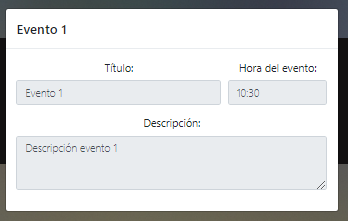 Evento 1
Título: Hora del evento:
Evento 1 10:30
Descripción:
Descripción evento 1